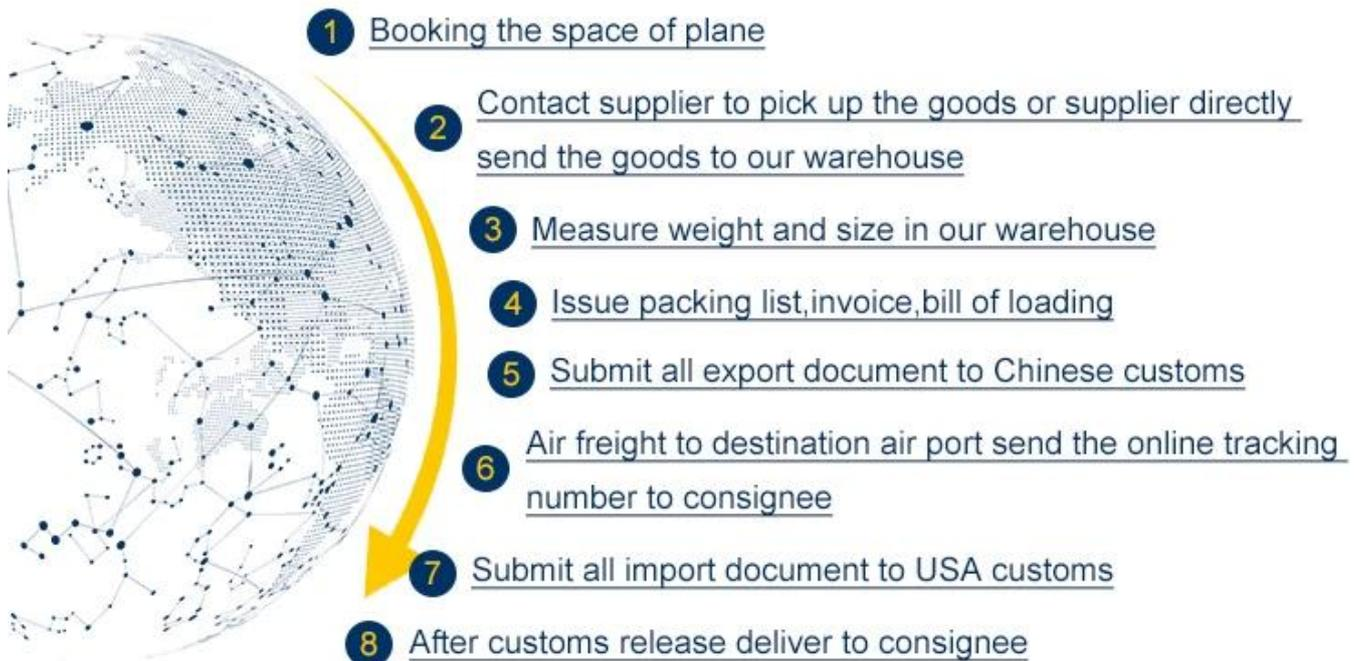 1 Booking the space of plane
2 Contact supplier to pick up the goods or supplier directly
send the goods to our warehouse
3 Measure weight and size in our warehouse
4 Issue packing list,invoice,bill of loading
5 Submit all export document to Chinese customs
6 Air freight to destination air port send the online tracking
number to consignee
7 Submit all import document to USA customs
8 After customs release deliver to consignee